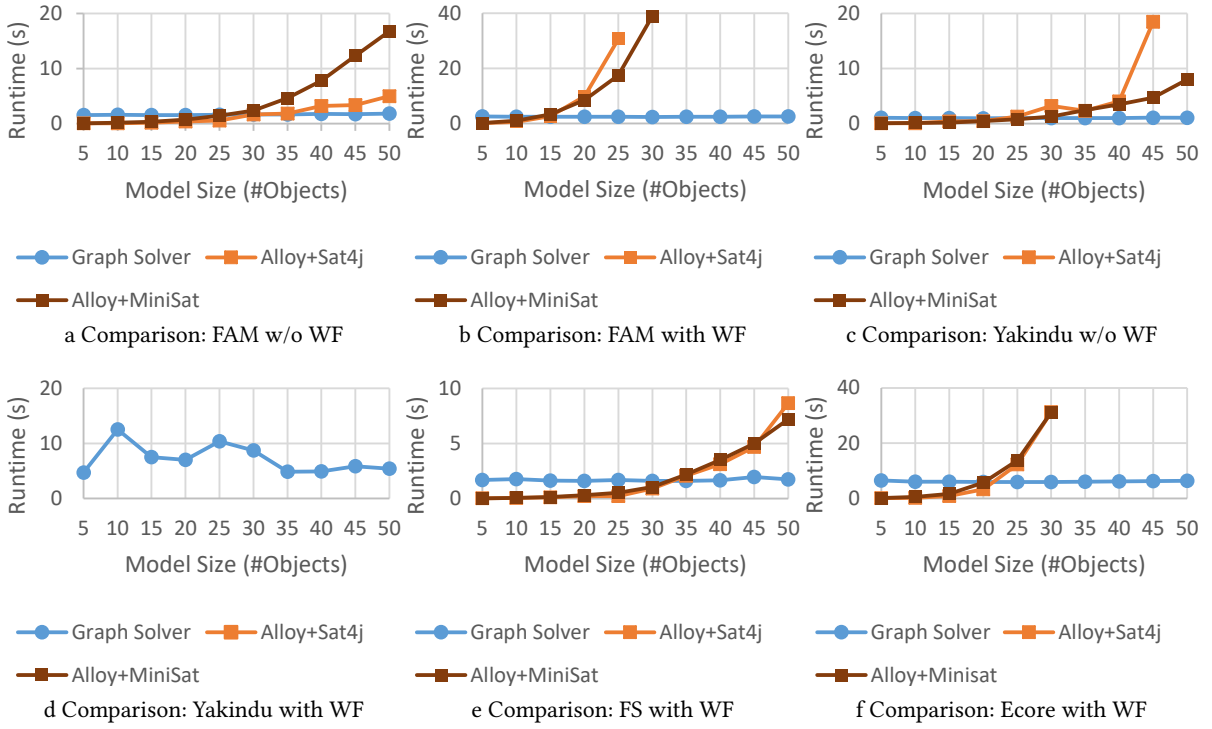 Runtime (s)
20
10
0
5 10 15 20 25 30 35 40 45 50
Model Size (#Objects)
Graph Solver Alloy+Sat4j
Alloy+MiniSat
a Comparison: FAM w/o WF
Runtime (s)
40
20
0
5 10 15 20 25 30 35 40 45 50
Model Size (#Objects)
Graph Solver Alloy+Sat4j
Alloy+MiniSat
b Comparison: FAM with WF
Runtime (s)
20
10
0
5 10 15 20 25 30 35 40 45 50
Model Size (#Objects)
Graph Solver Alloy+Sat4j
Alloy+MiniSat
c Comparison: Yakindu w/o WF
Runtime (s)
20
10
0
5 10 15 20 25 30 35 40 45 50
Model Size (#Objects)
Graph Solver Alloy+Sat4j
Alloy+MiniSat
d Comparison: Yakindu with WF
Runtime (s)
10
5
0
5 10 15 20 25 30 35 40 45 50
Model Size (#Objects)
Graph Solver Alloy+Sat4j
Alloy+MiniSat
e Comparison: FS with WF
Runtime (s)
40
20
0
5 10 15 20 25 30 35 40 45 50
Model Size (#Objects)
Graph Solver Alloy+Sat4j
Alloy+Minisat
f Comparison: Ecore with WF